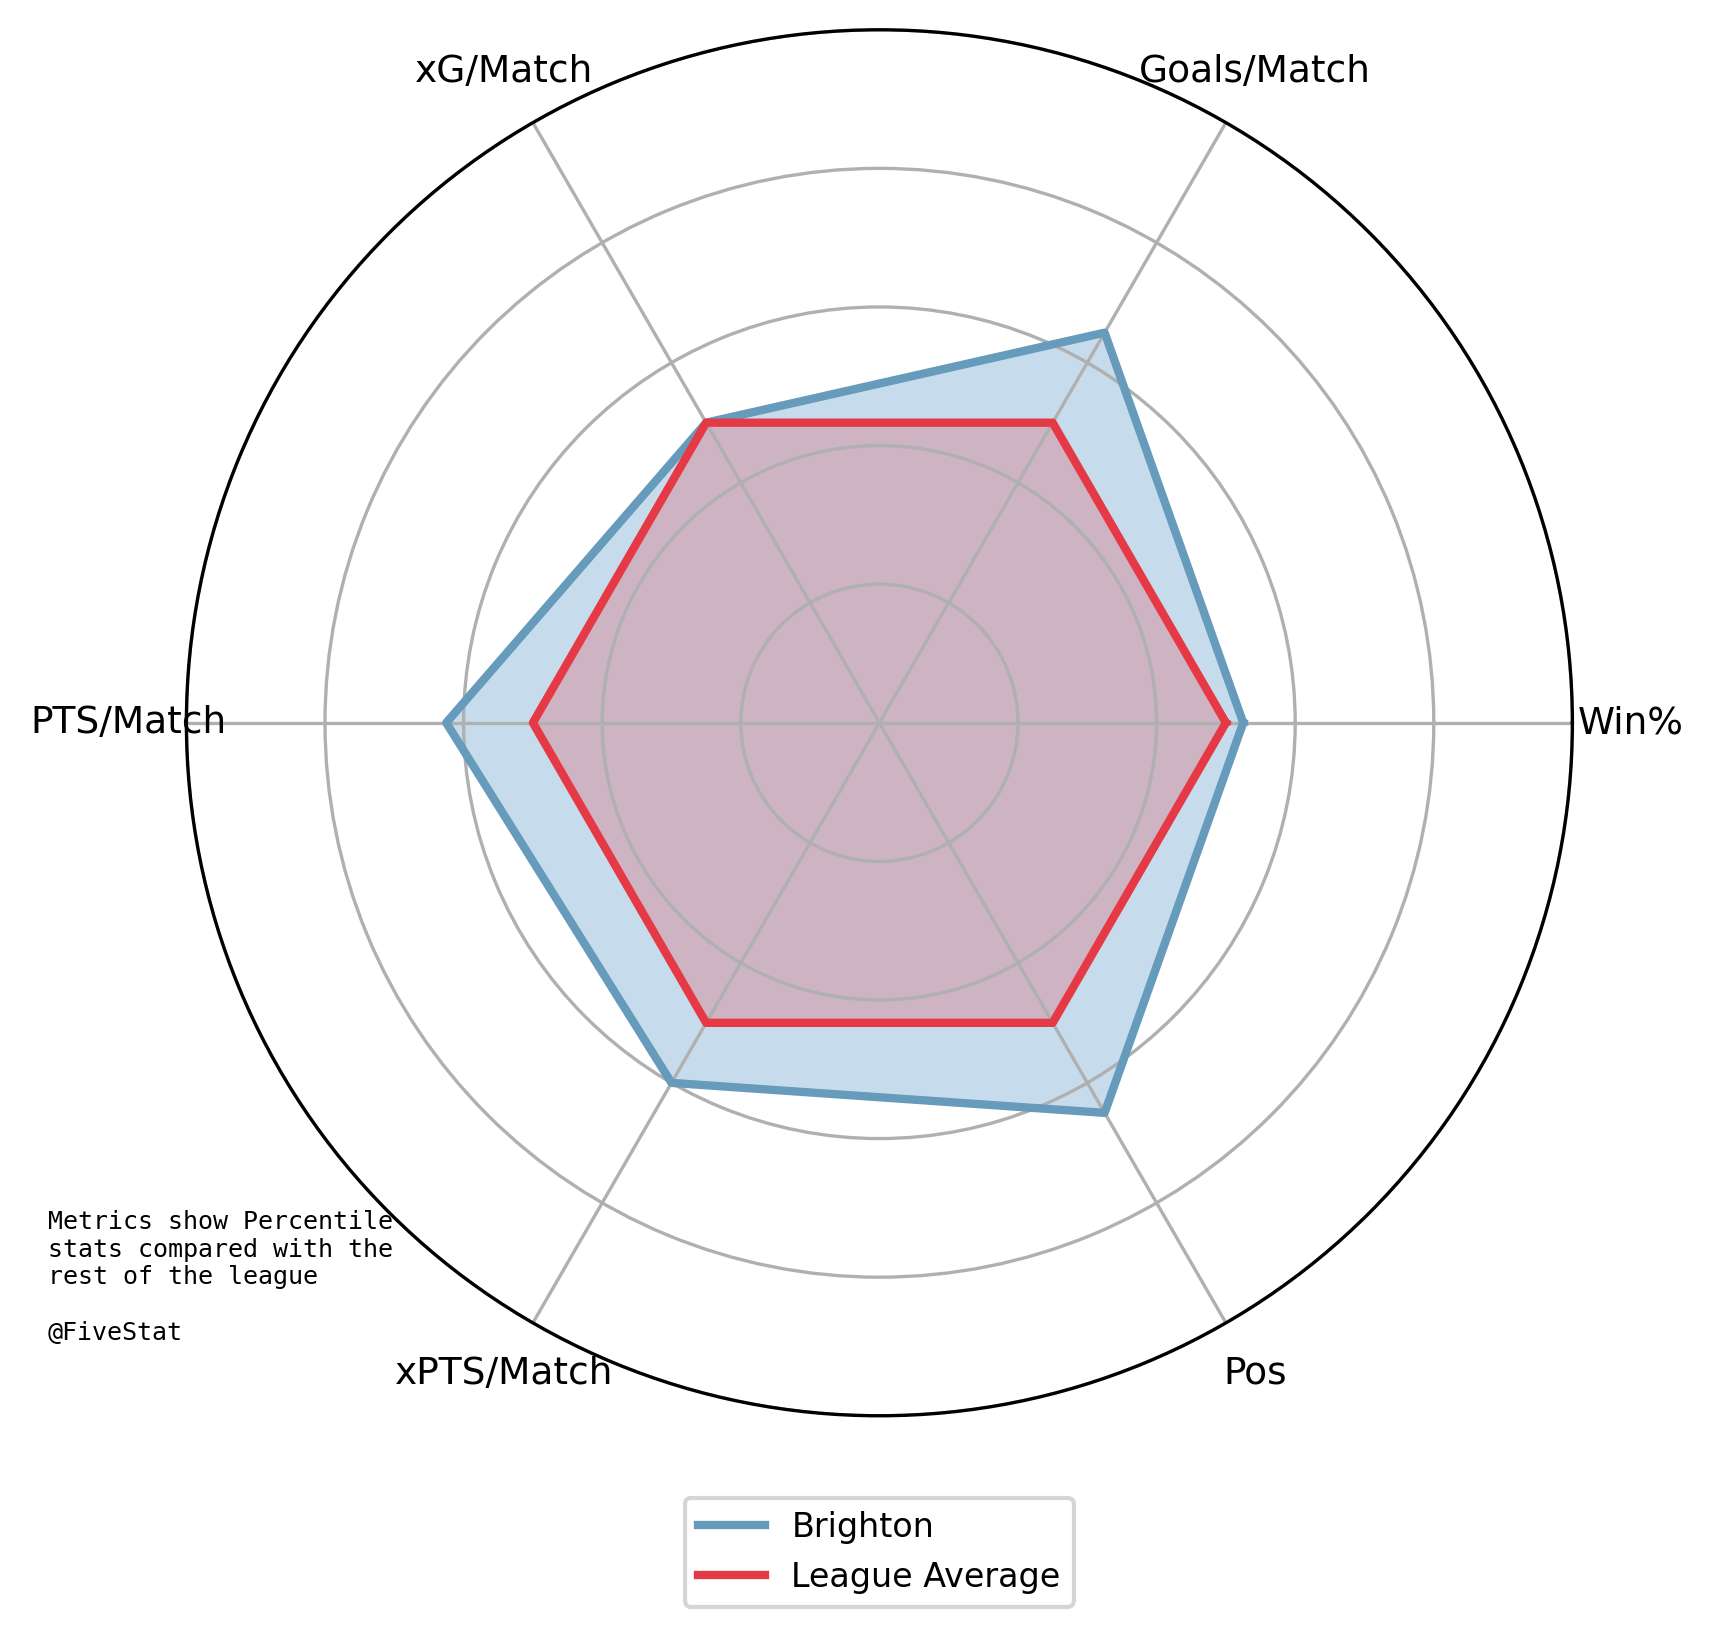 xG/Match
Goals/Match
PTS/Match
Win%
Metrics show Percentile
stats compared with the
rest of the league
@FiveStat
xPTS/Match
Pos
Brighton
League Average